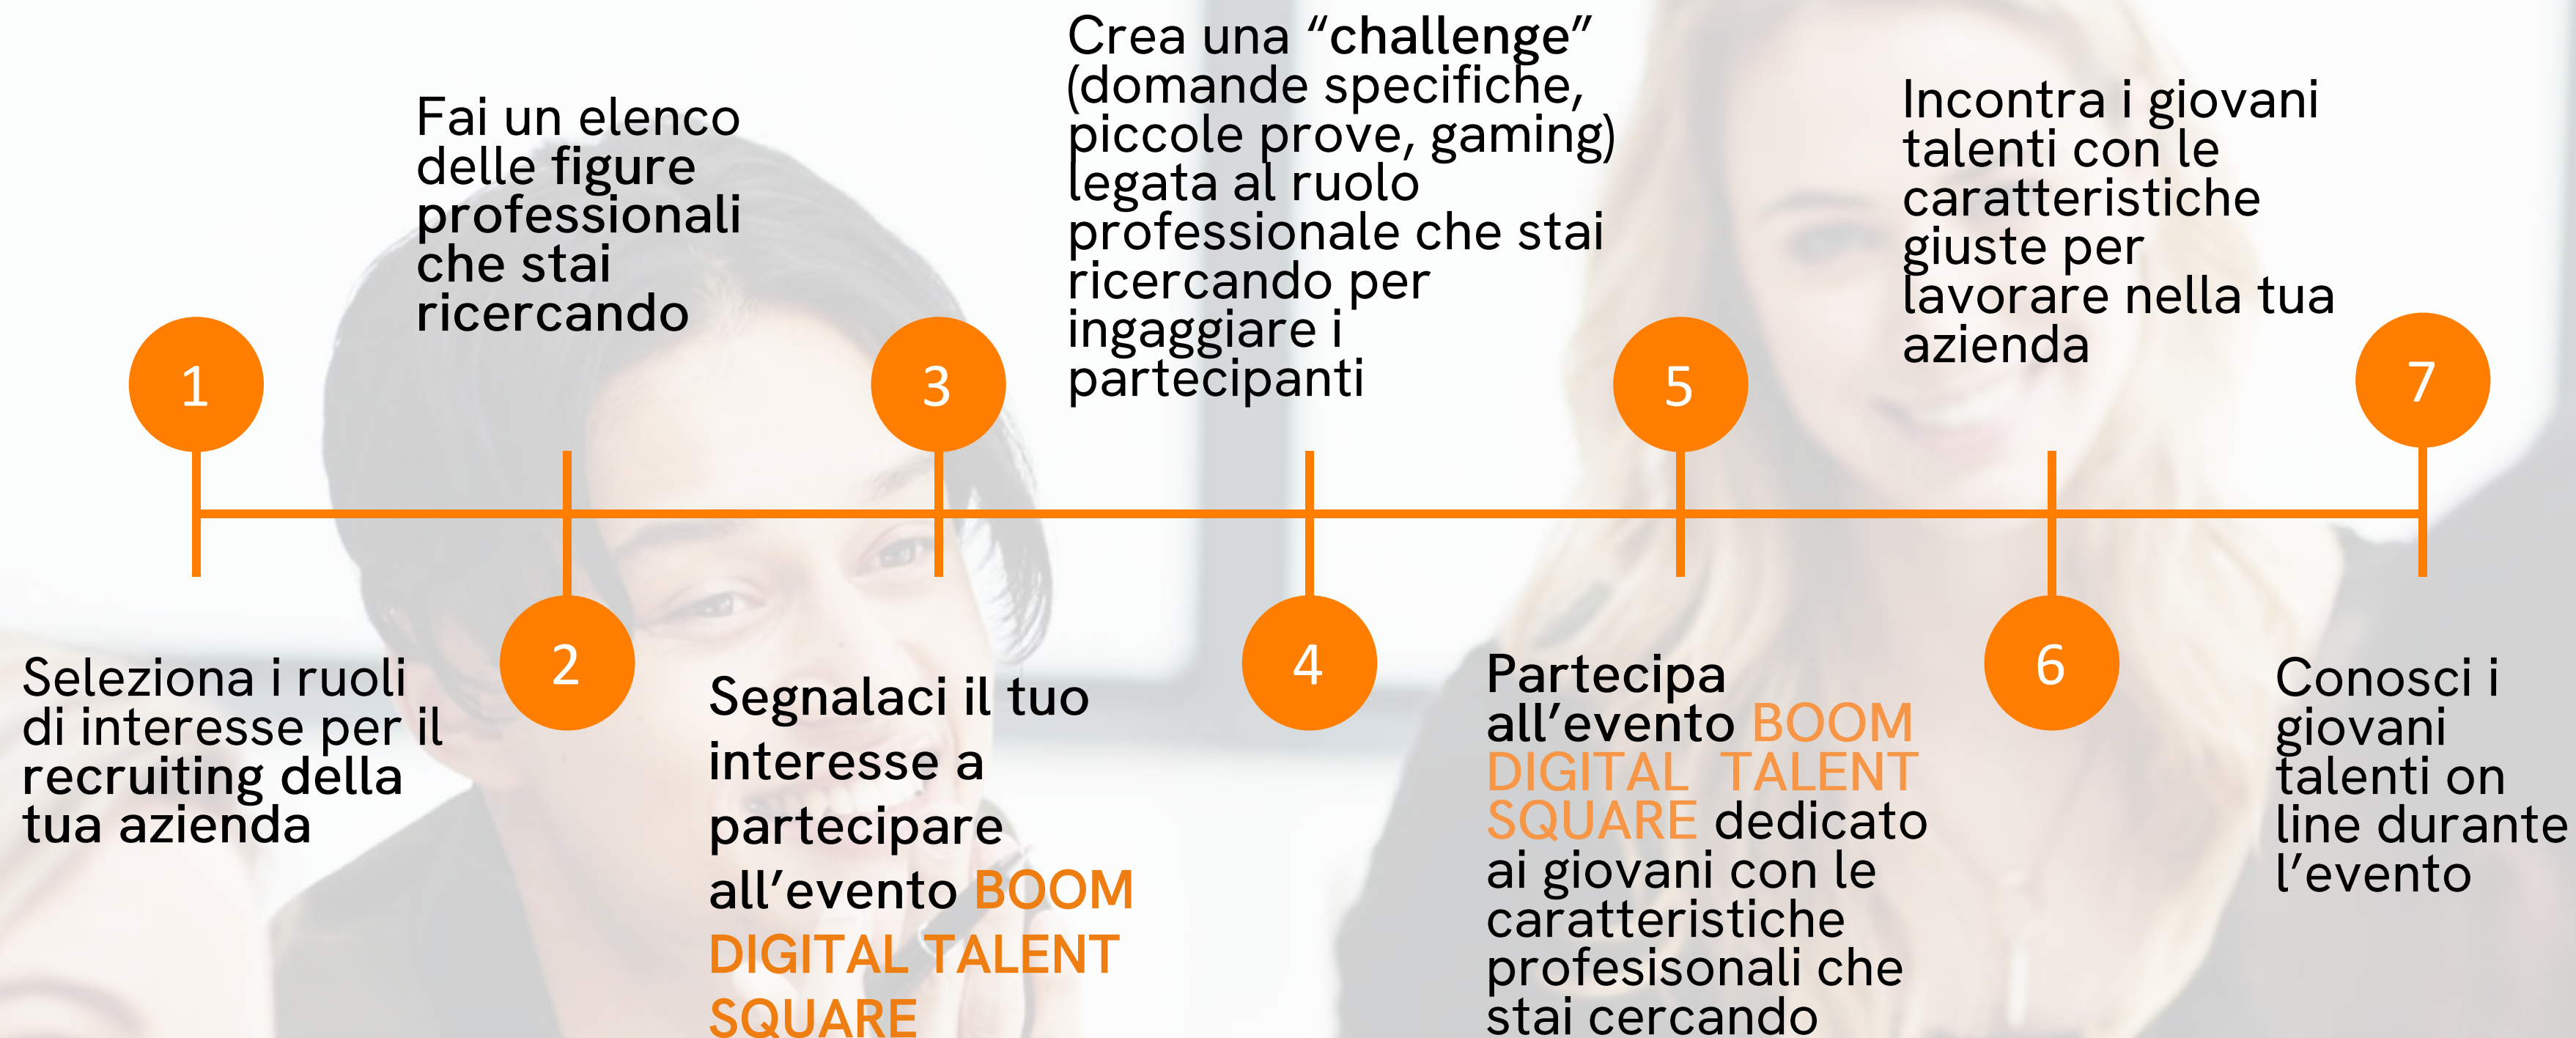 1
Seleziona i ruoli
di interesse per il
recruiting della
tua azienda
Fai un elenco
delle figure
professionali
che stai
ricercando
2
3
Segnalaci il tuo
interesse a
partecipare
all’evento BOOM
DIGITAL TALENT
SQUARE
Crea una “challenge”
(domande specifiche,
piccole prove, gaming)
legata al ruolo
professionale che stai
ricercando per
ingaggiare i
partecipanti
4
5
Partecipa
all’evento BOOM
DIGITAL TALENT
SQUARE dedicato
ai giovani con le
caratteristiche
profesisonali che
stai cercando
Incontra i giovani
talenti con le
caratteristiche
giuste per
lavorare nella tua
azienda
6
7
Conosci i
giovani
talenti on
line durante
l’evento